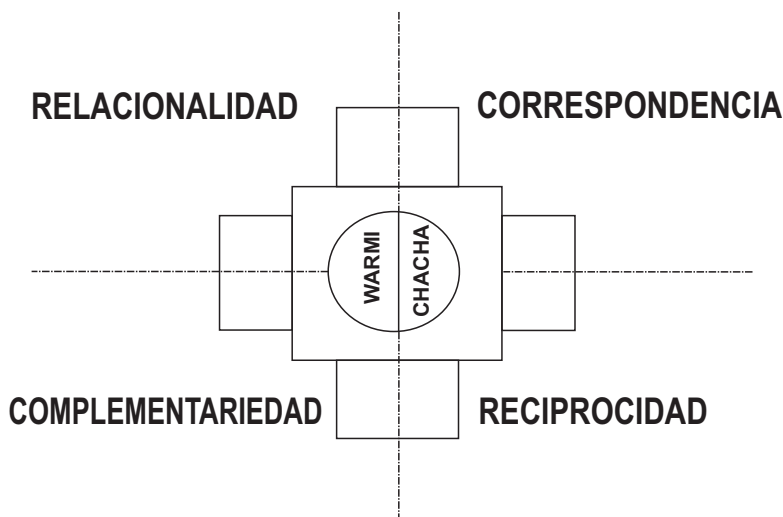 RELACIONALIDAD
CORRESPONDENCIA
WARMI
CHACHA
COMPLEMENTARIEDAD
RECIPROCIDAD